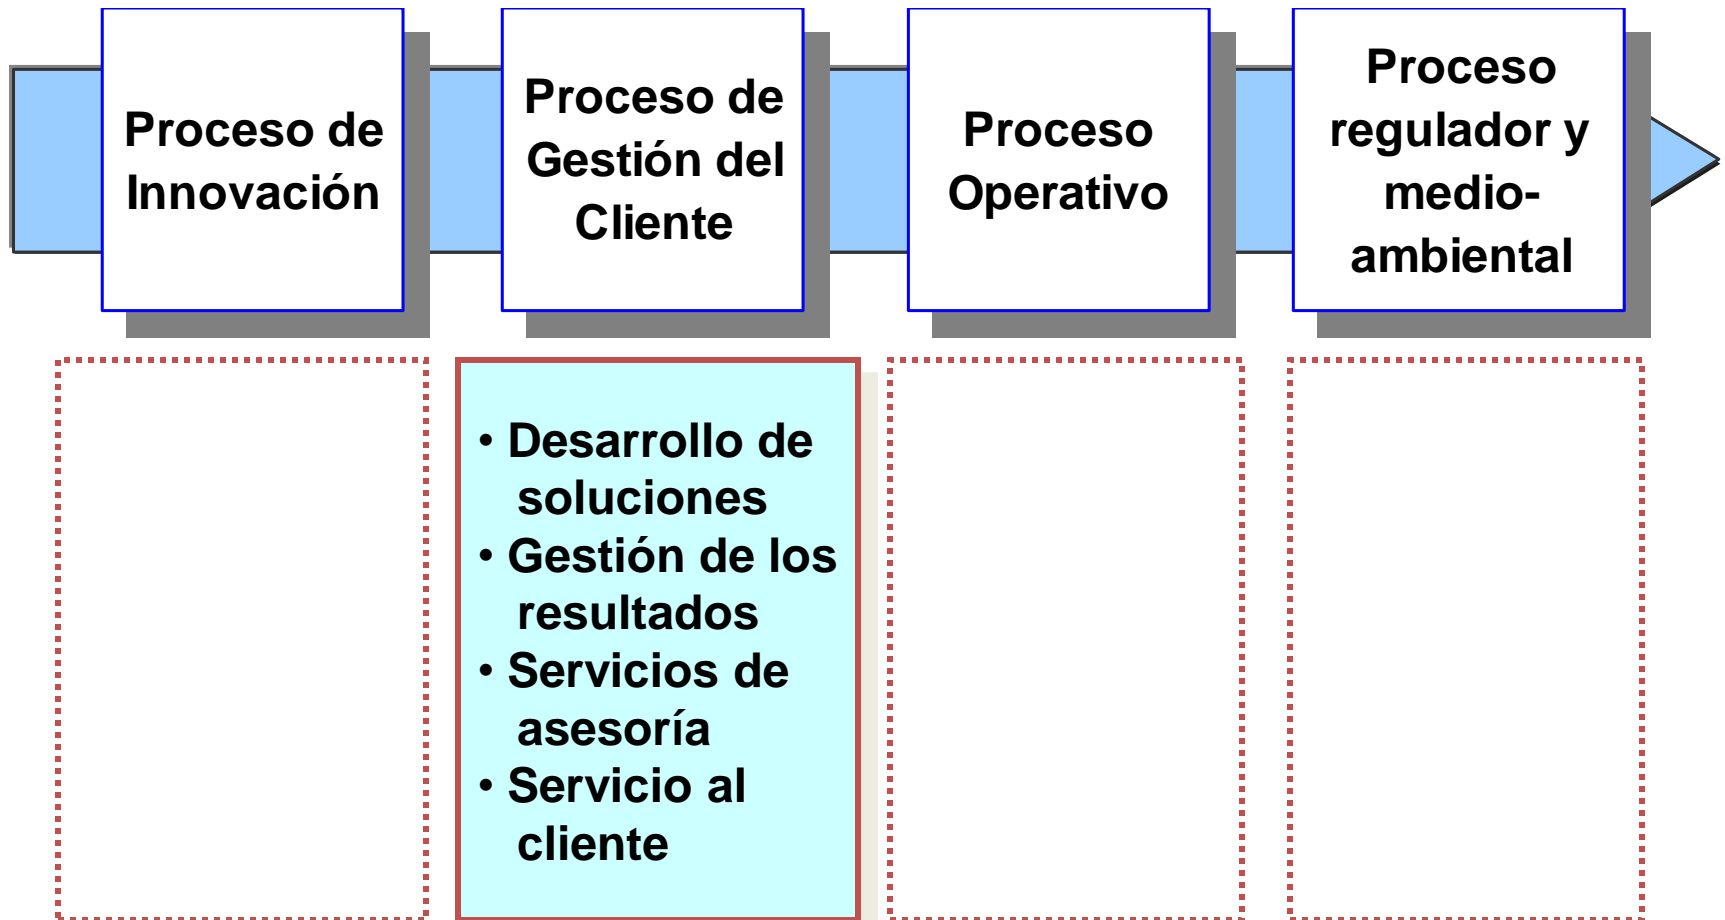 Proceso de
Innovación
Proceso de
Gestión del
Cliente
Proceso
Operativo
Proceso
regulador y
medio-
ambiental
• Desarrollo de
soluciones
• Gestión de los
resultados
• Servicios de
asesoría
• Servicio al
cliente